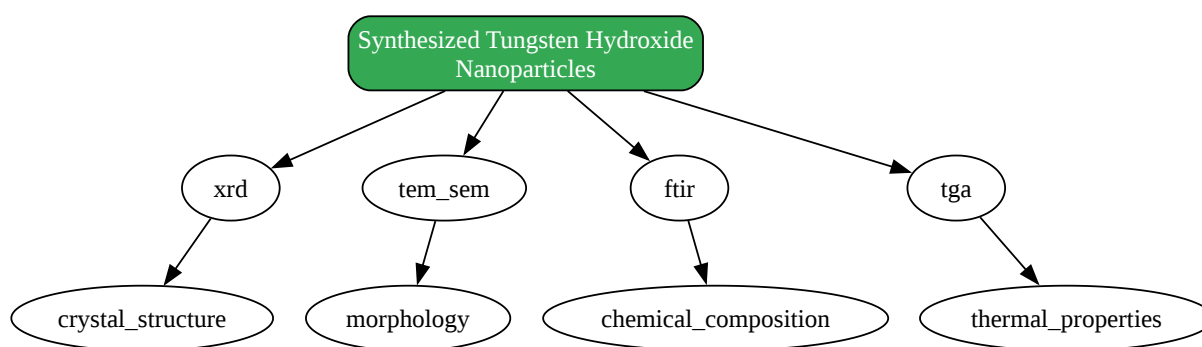 Synthesized Tungsten Hydroxide
Nanoparticles
xrd
tem_sem
ftir
tga
crystal_structure
morphology
chemical_composition
thermal_properties